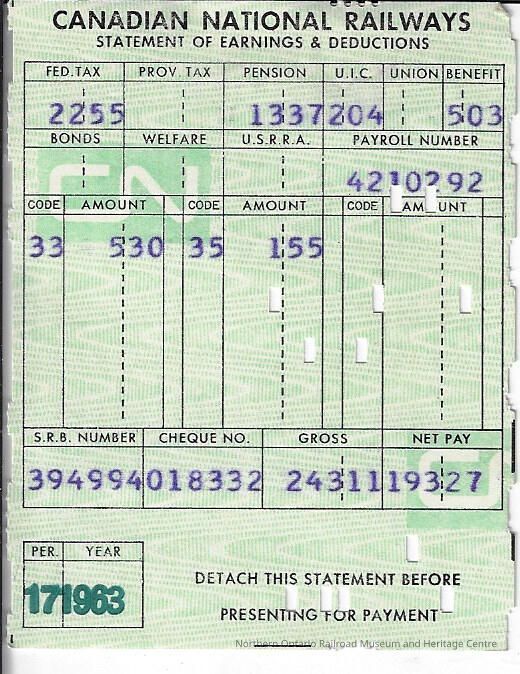 CANADIAN NATIONAL RAILWAYS
STATEMENT OF EARNINGS & DEDUCTIONS
FED. TAX PROV. TAX PENSION U.I.C. UNION BENEFIT
2255 1337 204 503
BONDS WELFARE U.S.R.R.A. PAYROLL NUMBER
4210292
CN
CODE AMOUNT CODE AMOUNT CODE AMOUNT
33 530 35 155
S.R.B. NUMBER CHEQUE NO. GROSS NET PAY
394994 018332 24311 19327
PER. YEAR
17 1963
DETACH THIS STATEMENT BEFORE
PRESENTING FOR PAYMENT
Northern Ontario Railroad Museum and Heritage Centre